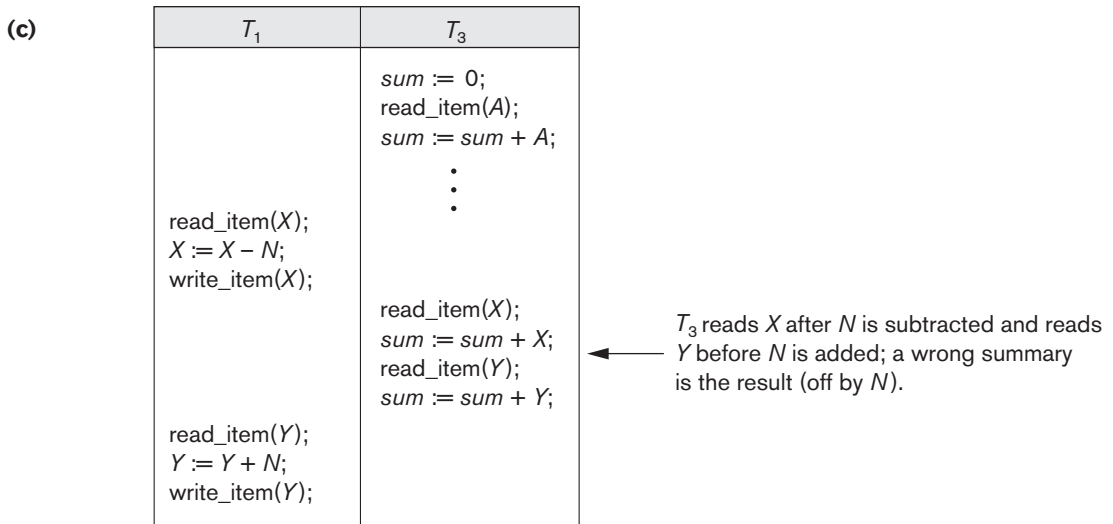 (c)
T1 T3
sum := 0;
read_item(A);
sum := sum + A;
read_item(X);
X := X – N;
write_item(X);
read_item(X);
sum := sum + X;
read_item(Y);
sum := sum + Y;
T3 reads X after N is subtracted and reads
Y before N is added; a wrong summary
is the result (off by N).
read_item(Y);
Y := Y + N;
write_item(Y);